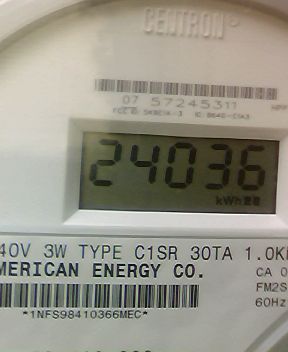 CENTRON
07 57245311
24036
kWh
40V 3W TYPE C1SR 30TA 1.0K
MERICAN ENERGY CO.
CA 0
FM2S
60Hz
*1NFS98410366MEC*